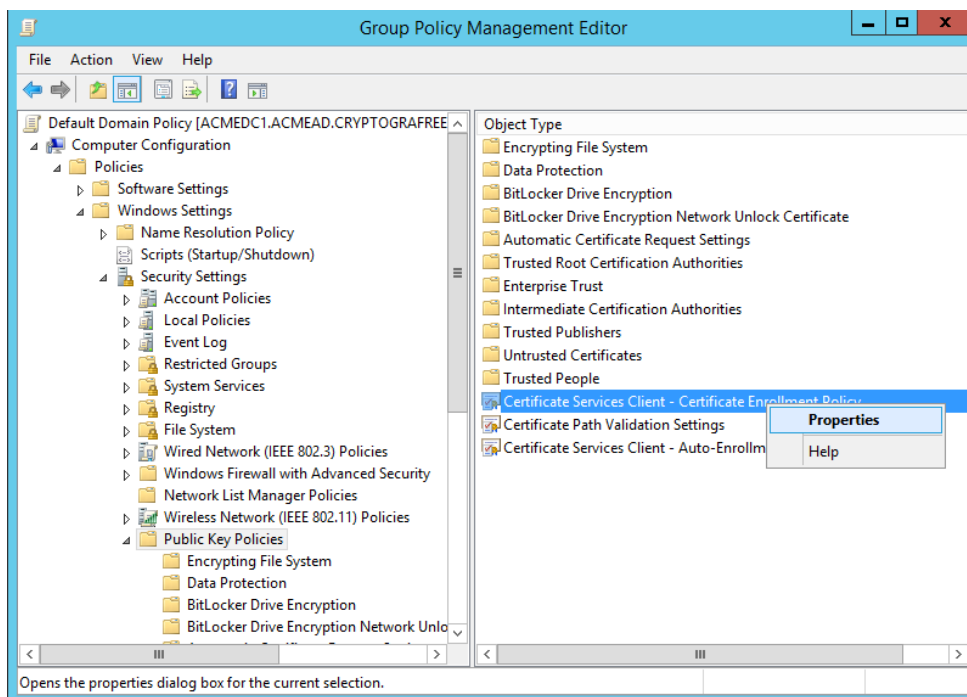 Group Policy Management Editor
File Action View Help
Default Domain Policy [ACMEDC1.ACMEAD.CRYPTOGRAFREE
Computer Configuration
Policies
Software Settings
Windows Settings
Name Resolution Policy
Scripts (Startup/Shutdown)
Security Settings
Account Policies
Local Policies
Event Log
Restricted Groups
System Services
Registry
File System
Wired Network (IEEE 802.3) Policies
Windows Firewall with Advanced Security
Network List Manager Policies
Wireless Network (IEEE 802.11) Policies
Public Key Policies
Encrypting File System
Data Protection
BitLocker Drive Encryption
BitLocker Drive Encryption Network Unlo
Object Type
Encrypting File System
Data Protection
BitLocker Drive Encryption
BitLocker Drive Encryption Network Unlock Certificate
Automatic Certificate Request Settings
Trusted Root Certification Authorities
Enterprise Trust
Intermediate Certification Authorities
Trusted Publishers
Untrusted Certificates
Trusted People
Certificate Services Client - Certificate Enrollment Policy
Certificate Path Validation Settings
Certificate Services Client - Auto-Enrollm
Properties
Help
Opens the properties dialog box for the current selection.